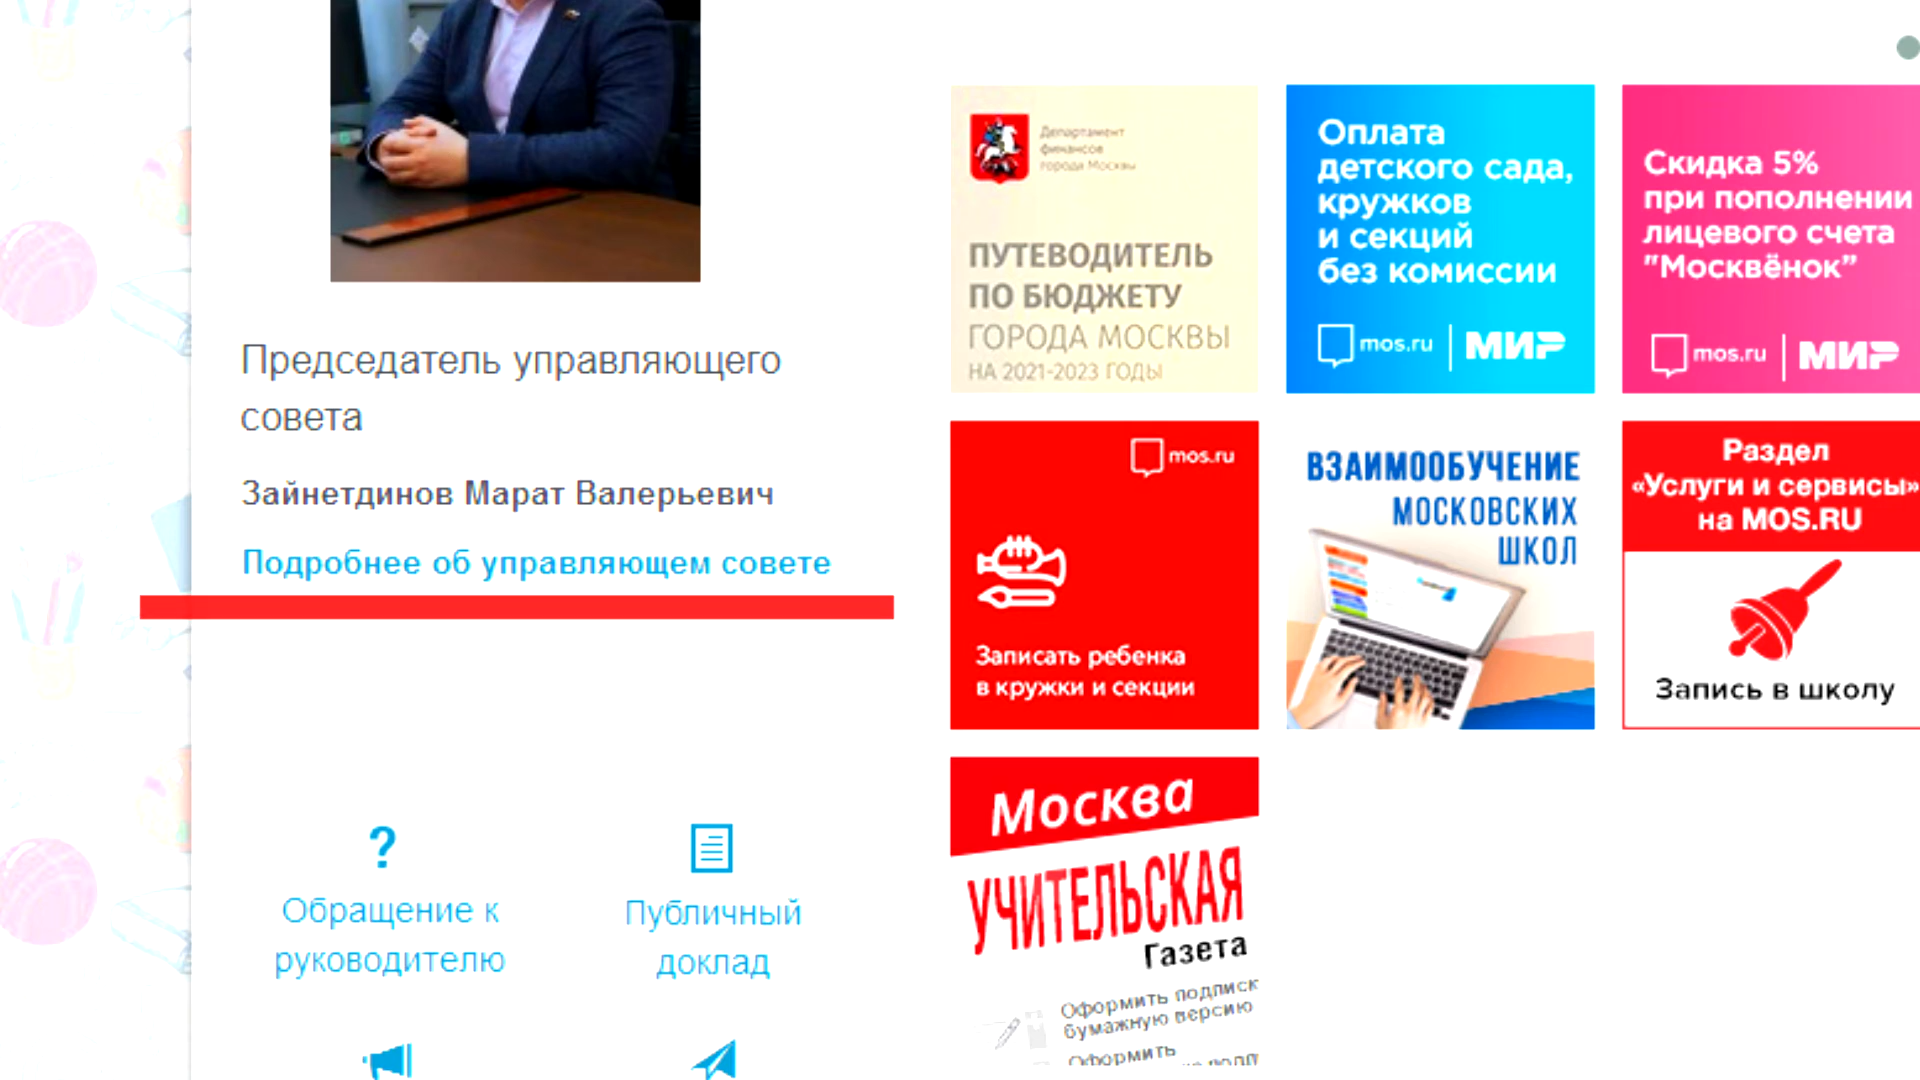 Председатель управляющего
совета
Зайнетдинов Марат Валерьевич
Подробнее об управляющем совете
?
Обращение к
руководителю
Публичный
доклад
Департамент
финансов
города Москвы
ПУТЕВОДИТЕЛЬ
ПО БЮДЖЕТУ
ГОРОДА МОСКВЫ
НА 2021-2023 ГОДЫ
Оплата
детского сада,
кружков
и секций
без комиссии
mos.ru МИР
Скидка 5%
при пополнении
лицевого счета
"Москвёнок"
mos.ru МИР
mos.ru
Записать ребенка
в кружки и секции
ВЗАИМООБУЧЕНИЕ
МОСКОВСКИХ
ШКОЛ
Раздел
«Услуги и сервисы»
на MOS.RU
Запись в школу
Москва
УЧИТЕЛЬСКАЯ
Газета
Оформить подписк
бумажную версию
Оформить